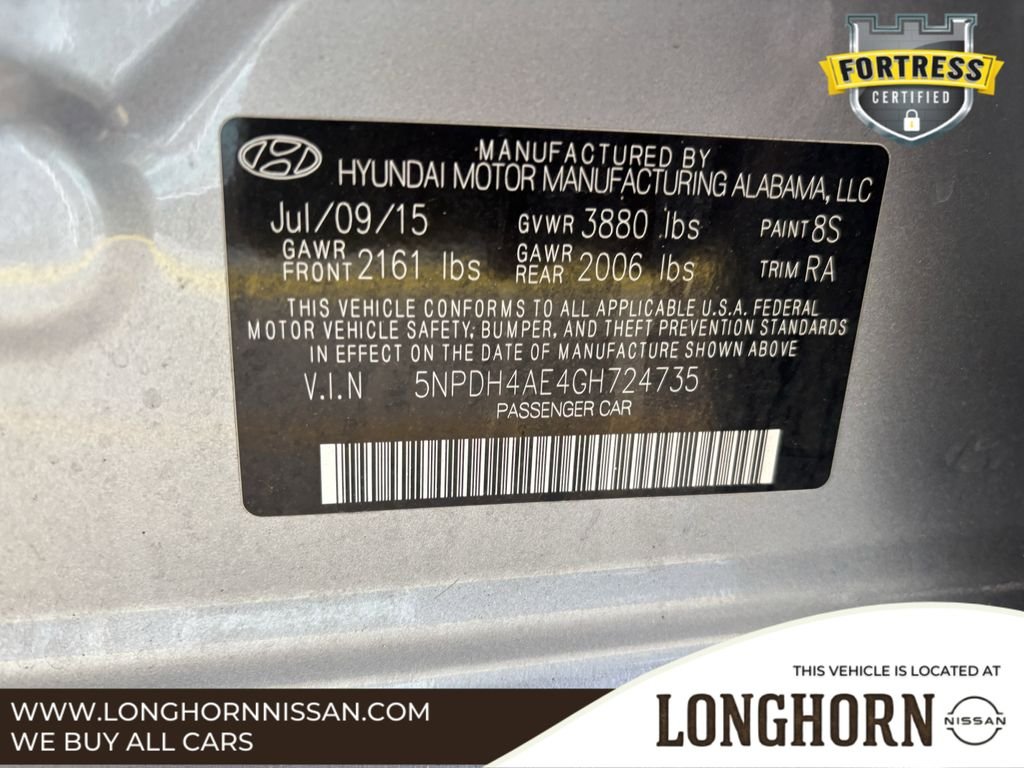 FORTRESS
CERTIFIED
MANUFACTURED BY
HYUNDAI MOTOR MANUFACTURING ALABAMA, LLC
Jul/09/15 GVWR 3880 lbs PAINT 8S
GAWR FRONT 2161 lbs GAWR REAR 2006 lbs TRIM RA
THIS VEHICLE CONFORMS TO ALL APPLICABLE U.S.A. FEDERAL
MOTOR VEHICLE SAFETY, BUMPER, AND THEFT PREVENTION STANDARDS
IN EFFECT ON THE DATE OF MANUFACTURE SHOWN ABOVE
V.I.N 5NPDH4AE4GH724735
PASSENGER CAR
THIS VEHICLE IS LOCATED AT
LONGHORN NISSAN
WWW.LONGHORNNISSAN.COM
WE BUY ALL CARS